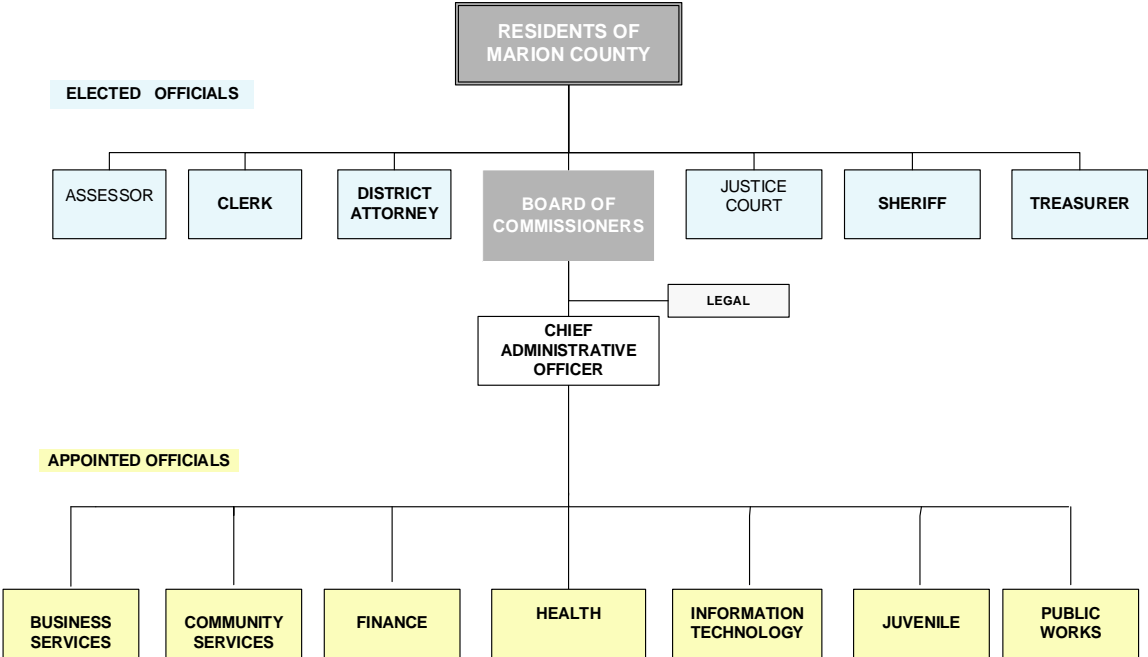 RESIDENTS OF
MARION COUNTY
ELECTED OFFICIALS
ASSESSOR
CLERK
DISTRICT
ATTORNEY
BOARD OF
COMMISSIONERS
JUSTICE
COURT
SHERIFF
TREASURER
LEGAL
CHIEF
ADMINISTRATIVE
OFFICER
APPOINTED OFFICIALS
BUSINESS
SERVICES
COMMUNITY
SERVICES
FINANCE
HEALTH
INFORMATION
TECHNOLOGY
JUVENILE
PUBLIC
WORKS